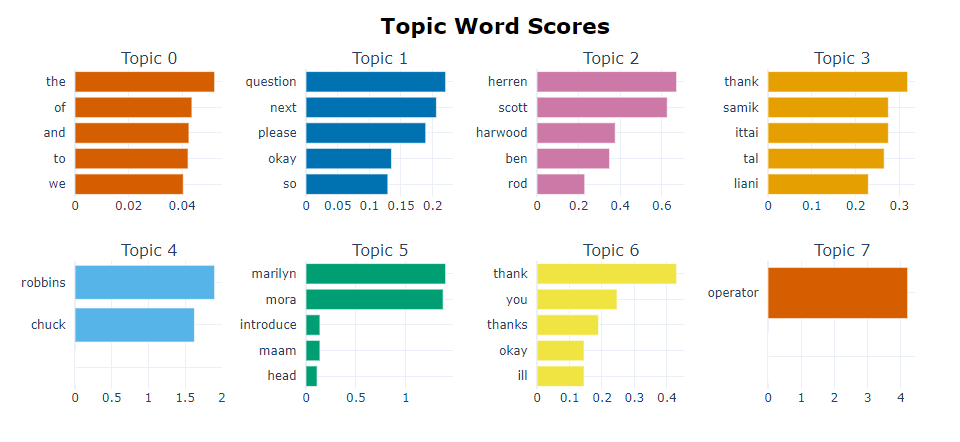 Topic Word Scores
Topic 0
the
of
and
to
we
0 0.02 0.04
Topic 1
question
next
please
okay
so
0 0.05 0.1 0.15 0.2
Topic 2
herren
scott
harwood
ben
rod
0 0.2 0.4 0.6
Topic 3
thank
samik
ittai
tal
liani
0 0.1 0.2 0.3
Topic 4
robbins
chuck
0 0.5 1 1.5 2
Topic 5
marilyn
mora
introduce
maam
head
0 0.5 1
Topic 6
thank
you
thanks
okay
ill
0 0.1 0.2 0.3 0.4
Topic 7
operator
0 1 2 3 4